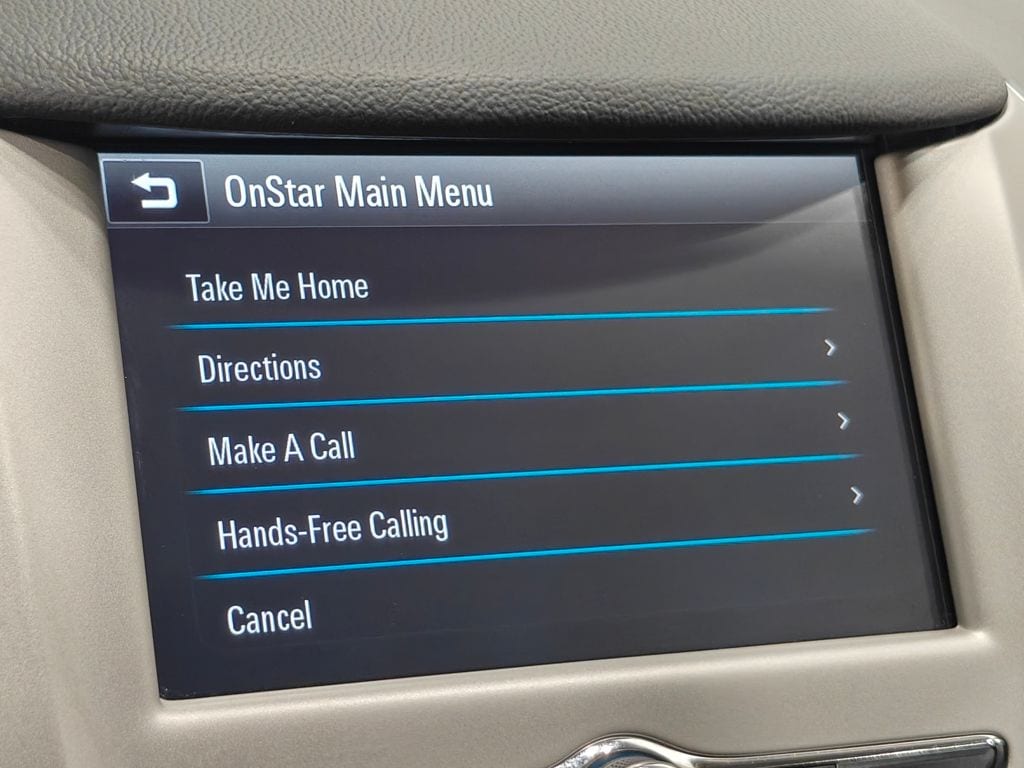 OnStar Main Menu
Take Me Home
Directions
Make A Call
Hands-Free Calling
Cancel